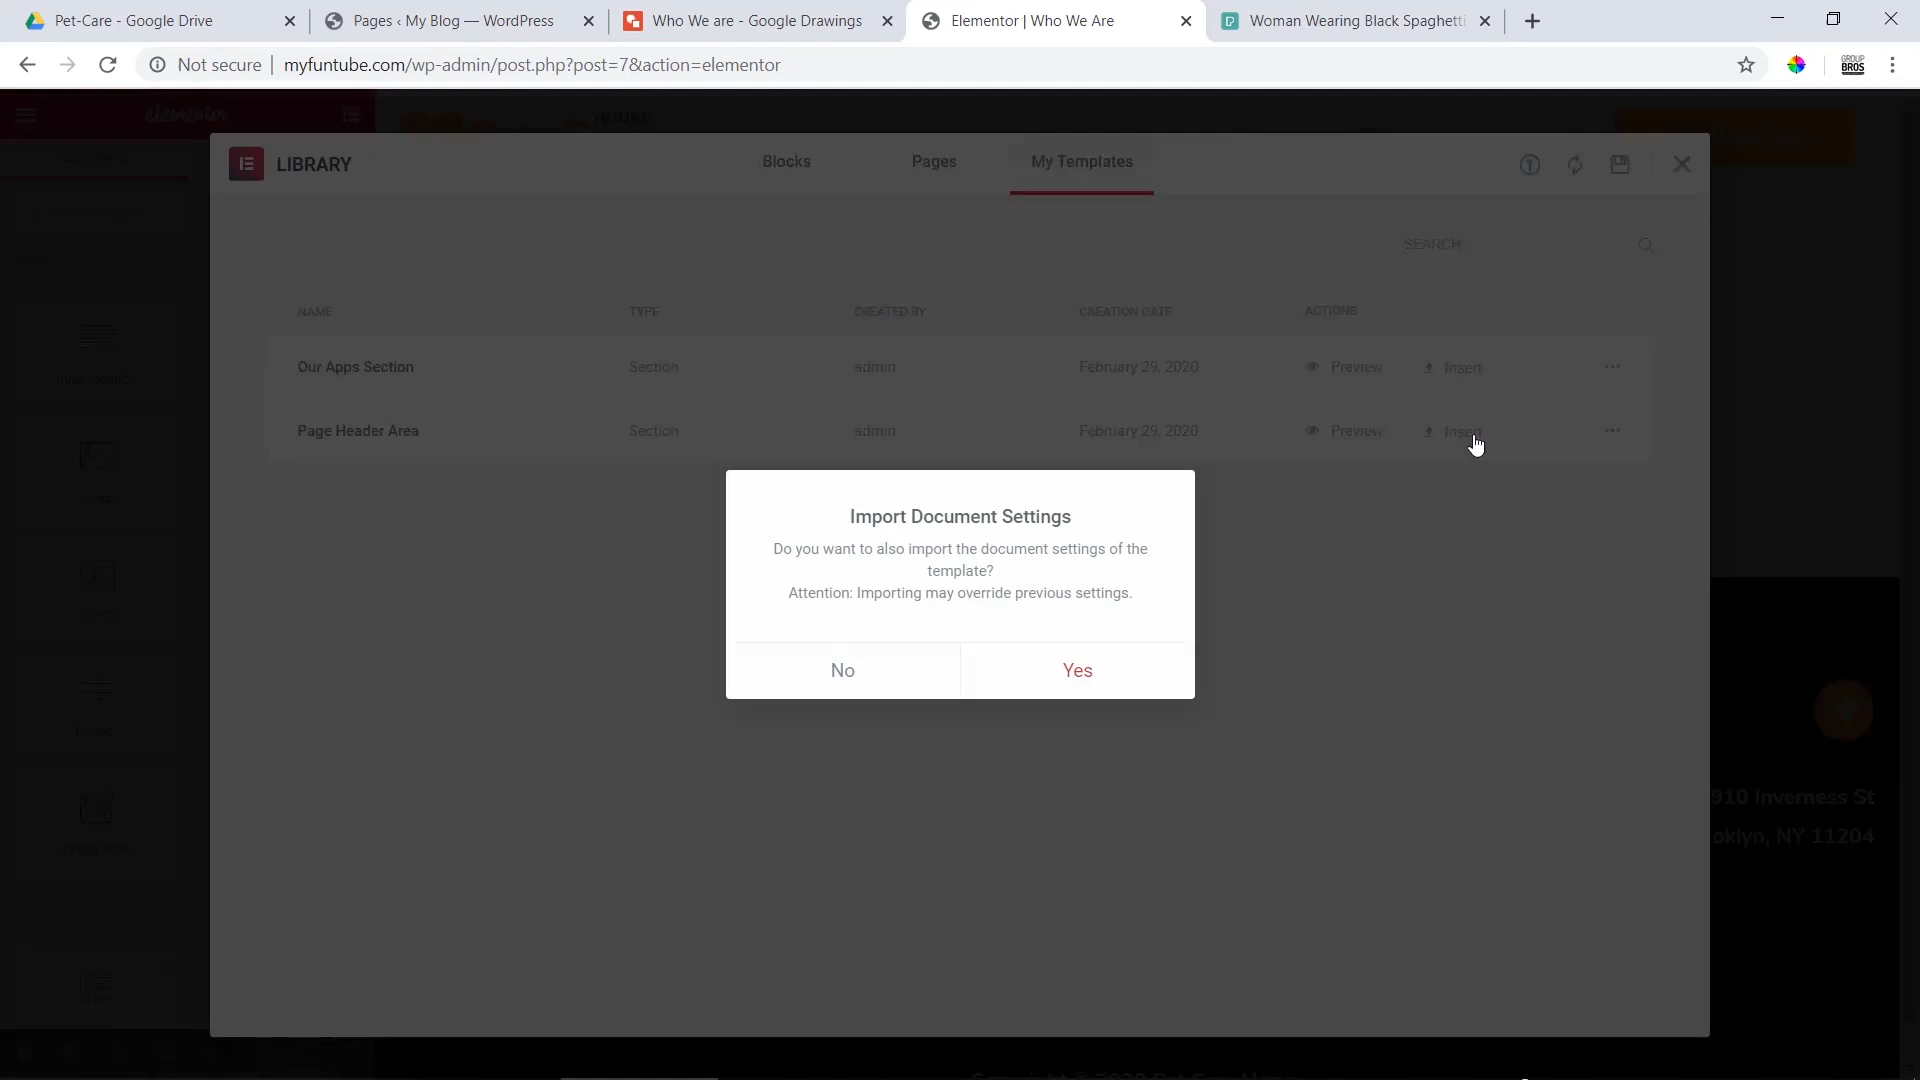 Pet-Care - Google Drive
Pages ‹ My Blog — WordPress
Who We are - Google Drawings
Elementor | Who We Are
Woman Wearing Black Spaghetti
Not secure | myfuntube.com/wp-admin/post.php?post=7&action=elementor
GROUP
BROS
elementor
LIBRARY
Blocks
Pages
My Templates
SEARCH
NAME TYPE CREATED BY CREATION DATE ACTIONS
Our Apps Section Section admin February 29, 2020 Preview Insert
Page Header Area Section admin February 29, 2020 Preview Insert
Import Document Settings
Do you want to also import the document settings of the
template?
Attention: Importing may override previous settings.
No
Yes
910 Inverness St
oklyn, NY 11204